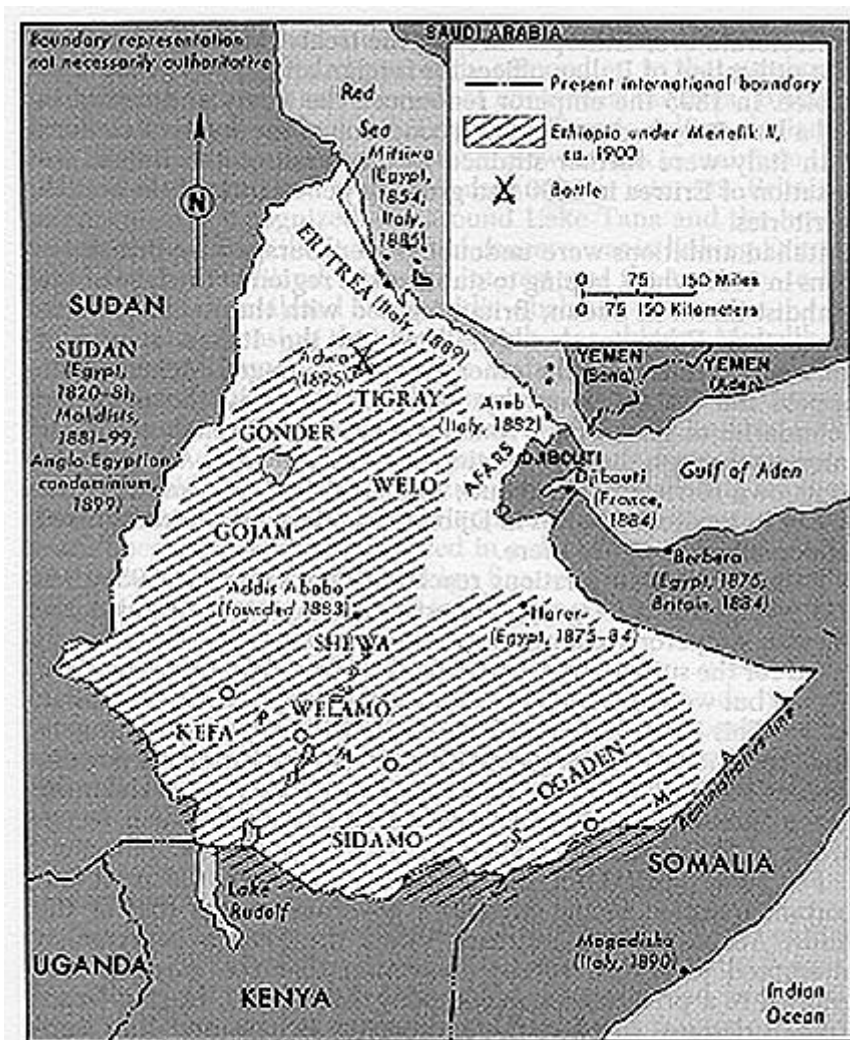 Boundary representation
not necessarily authoritative
SAUDI ARABIA
Present international boundary
Ethiopia under Menelik II,
ca. 1900
Battle
0 75 150 Miles
0 75 150 Kilometers
N
Red
Sea
Mitsiwa
(Egypt,
1854;
Italy,
1885)
ERITREA (Italy, 1889)
SUDAN
SUDAN
(Egypt,
1820-81;
Mahdists,
1881-99;
Anglo-Egyptian
condominium,
1899)
Adwa
(1895)
TIGRAY
GONDER
Aseb
(Italy, 1882)
YEMEN
(Sana)
YEMEN
(Aden)
AFARS
DJIBOUTI
Djibouti
(France,
1884)
Gulf of Aden
WELO
GOJAM
Berbera
(Egypt, 1875;
Britain, 1884)
Addis Ababa
(founded 1883)
Harer
(Egypt, 1875-84)
SHEWA
WELAMO
KEFA
O R O M O
OGADEN
SIDAMO
S O M A L I
Administrative line
SOMALIA
Lake
Rudolf
UGANDA
KENYA
Mogadishu
(Italy, 1890)
Indian
Ocean